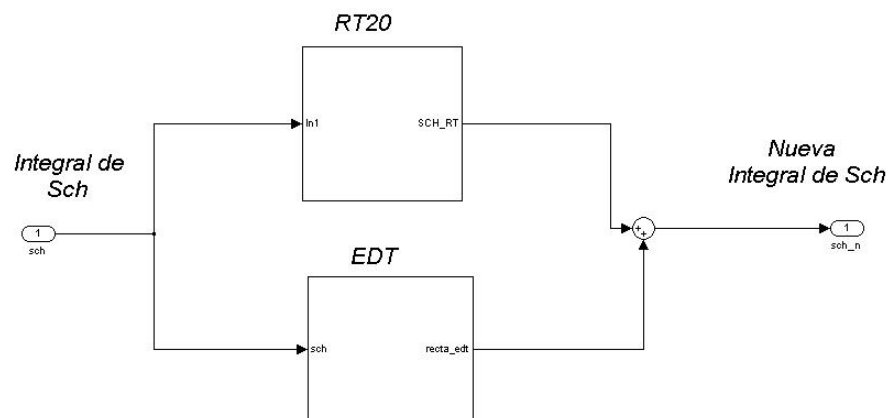 RT20
In1
SCH_RT
Integral de
Sch
1
sch
Nueva
Integral de Sch
1
sch_n
EDT
sch
recta_edt